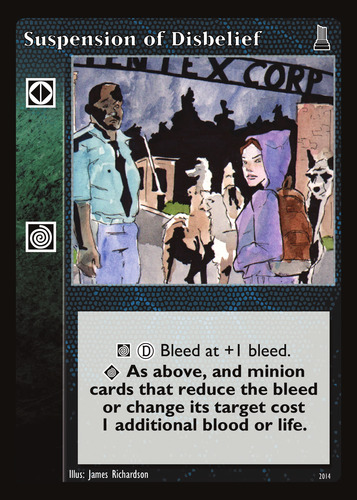 Suspension of Disbelief
TENTEX CORP
D Bleed at +1 bleed.
As above, and minion
cards that reduce the bleed
or change its target cost
1 additional blood or life.
Illus: James Richardson
2014